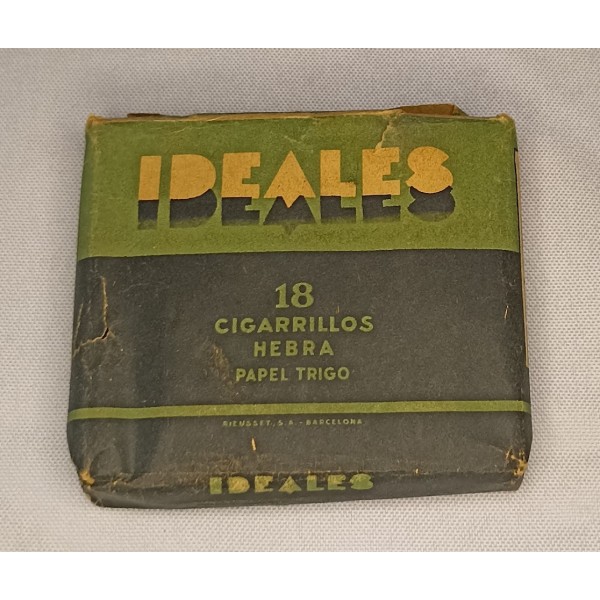 IDEALES
18
CIGARRILLOS
HEBRA
PAPEL TRIGO
RIEUSSET, S.A. - BARCELONA
IDEALES